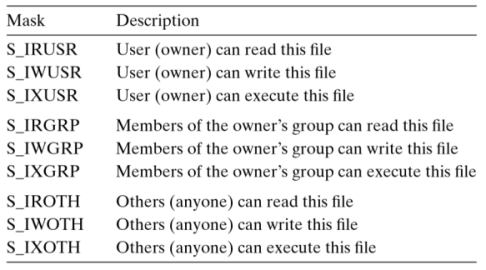 Mask Description
S_IRUSR User (owner) can read this file
S_IWUSR User (owner) can write this file
S_IXUSR User (owner) can execute this file
S_IRGRP Members of the owner’s group can read this file
S_IWGRP Members of the owner’s group can write this file
S_IXGRP Members of the owner’s group can execute this file
S_IROTH Others (anyone) can read this file
S_IWOTH Others (anyone) can write this file
S_IXOTH Others (anyone) can execute this file